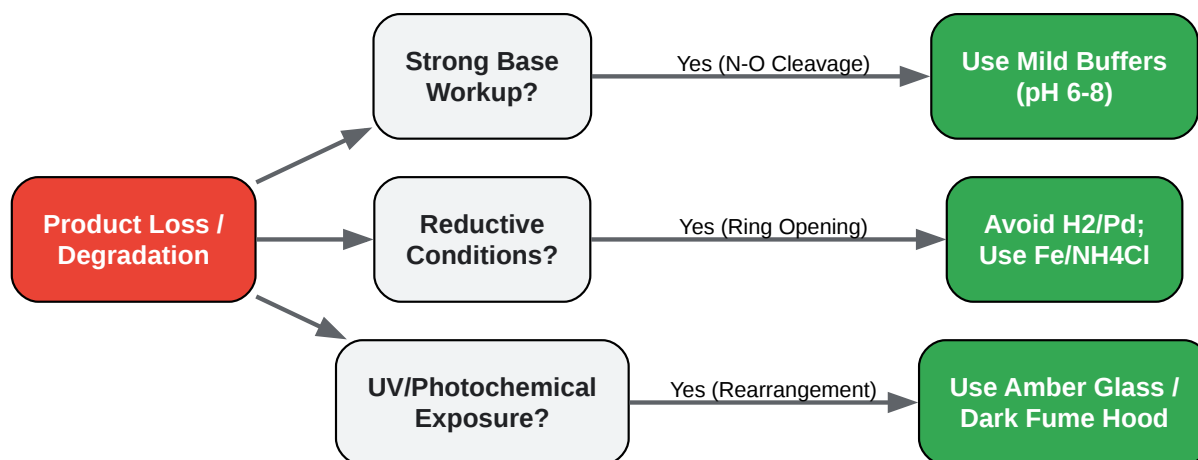 Strong Base
Workup?
Yes (N-O Cleavage)
Use Mild Buffers
(pH 6-8)
Product Loss /
Degradation
Reductive
Conditions?
Yes (Ring Opening)
Avoid H2/Pd;
Use Fe/NH4Cl
UV/Photochemical
Exposure?
Yes (Rearrangement)
Use Amber Glass /
Dark Fume Hood